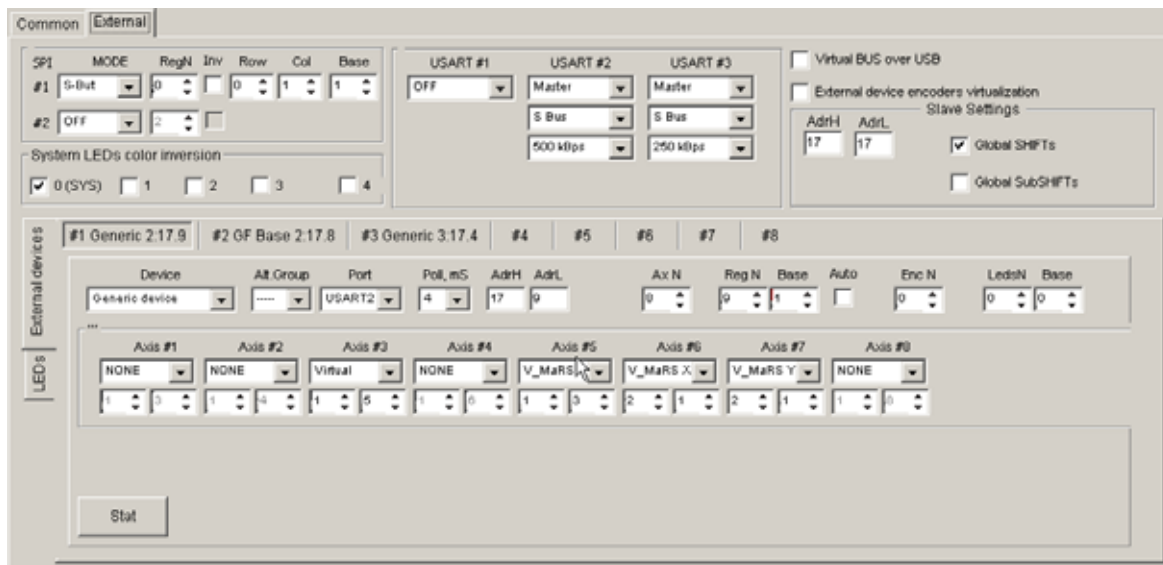 Common External
SPI MODE RegN Inv Row Col Base
#1 S-But 0 0 1 1
#2 OFF 2
System LEDs color inversion
0 (SYS) 1 2 3 4
USART #1 USART #2 USART #3
OFF Master Master
S Bus S Bus
500 kBps 250 kBps
Virtual BUS over USB
External device encoders virtualization
Slave Settings
AdrH AdrL
17 17 Global SHIFTs
Global SubSHIFTs
External devices
LEDs
#1 Generic 2:17.9 #2 GF Base 2:17.8 #3 Generic 3:17.4 #4 #5 #6 #7 #8
Device Alt.Group Port Poll, mS AdrH AdrL Ax N Reg N Base Auto Enc N LedsN Base
Generic device ----- USART2 4 17 9 8 9 1 0 0 0
...
Axis #1 Axis #2 Axis #3 Axis #4 Axis #5 Axis #6 Axis #7 Axis #8
NONE NONE Virtual NONE V_MaRS V_MaRS X V_MaRS Y NONE
1 3 1 4 1 5 1 6 1 3 2 1 2 1 1 8
Stat